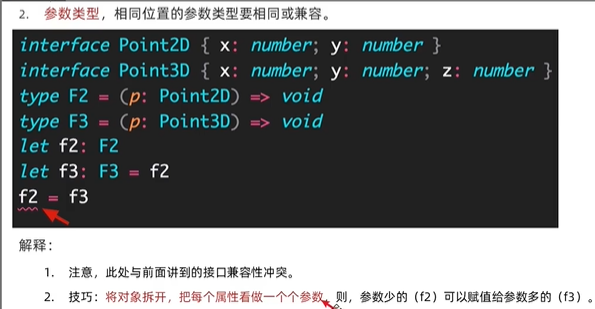 2. 参数类型，相同位置的参数类型要相同或兼容。
interface Point2D { x: number; y: number }
interface Point3D { x: number; y: number; z: number }
type F2 = (p: Point2D) => void
type F3 = (p: Point3D) => void
let f2: F2
let f3: F3 = f2
f2 = f3
解释：
1. 注意，此处与前面讲到的接口兼容性冲突。
2. 技巧：将对象拆开，把每个属性看做一个个参数，则，参数少的（f2）可以赋值给参数多的（f3）。